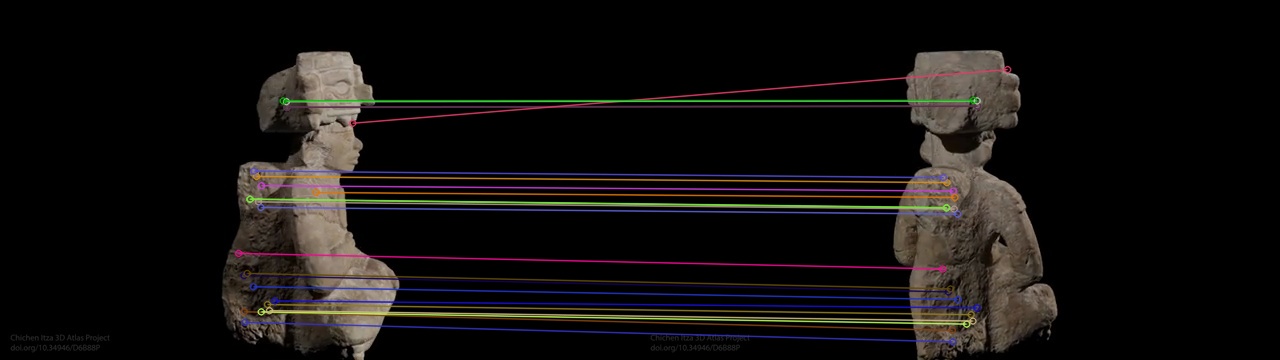 Chichen Itza 3D Atlas Project
doi.org/10.34946/D6B88P
Chichen Itza 3D Atlas Project
doi.org/10.34946/D6B88P